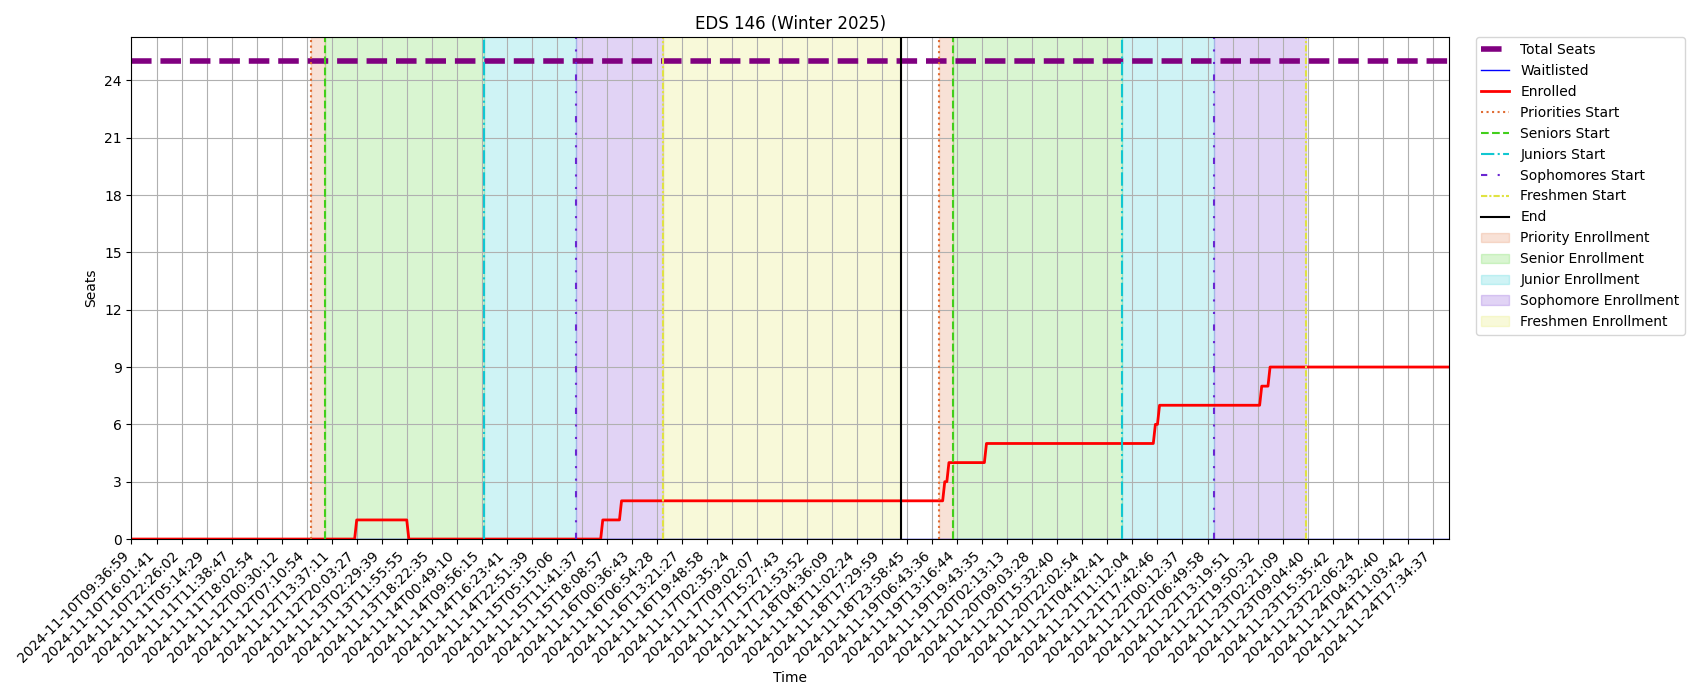 EDS 146 (Winter 2025)
Total Seats
Waitlisted
Enrolled
Priorities Start
Seniors Start
Juniors Start
Sophomores Start
Freshmen Start
End
Priority Enrollment
Senior Enrollment
Junior Enrollment
Sophomore Enrollment
Freshmen Enrollment
Seats
24
21
18
15
12
9
6
3
0
2024-11-10T09:36:59
2024-11-10T16:01:41
2024-11-10T22:26:02
2024-11-11T05:14:29
2024-11-11T11:38:47
2024-11-11T18:02:54
2024-11-12T00:30:12
2024-11-12T07:10:54
2024-11-12T13:37:11
2024-11-12T20:03:27
2024-11-13T02:29:39
2024-11-13T11:55:55
2024-11-13T18:22:35
2024-11-14T00:49:10
2024-11-14T09:56:15
2024-11-14T16:23:41
2024-11-14T22:51:39
2024-11-15T05:15:06
2024-11-15T11:41:37
2024-11-15T18:08:57
2024-11-16T00:36:43
2024-11-16T06:54:28
2024-11-16T13:21:27
2024-11-16T19:48:58
2024-11-17T02:35:24
2024-11-17T09:02:07
2024-11-17T15:27:43
2024-11-17T21:53:52
2024-11-18T04:36:09
2024-11-18T11:02:24
2024-11-18T17:29:59
2024-11-18T23:58:45
2024-11-19T06:43:36
2024-11-19T13:16:44
2024-11-19T19:43:35
2024-11-20T02:13:13
2024-11-20T09:03:28
2024-11-20T15:32:40
2024-11-20T22:02:54
2024-11-21T04:42:41
2024-11-21T11:12:04
2024-11-21T17:42:46
2024-11-22T00:12:37
2024-11-22T06:49:58
2024-11-22T13:19:51
2024-11-22T19:50:32
2024-11-23T02:21:09
2024-11-23T09:04:40
2024-11-23T15:35:42
2024-11-23T22:06:24
2024-11-24T04:32:40
2024-11-24T11:03:42
2024-11-24T17:34:37
Time